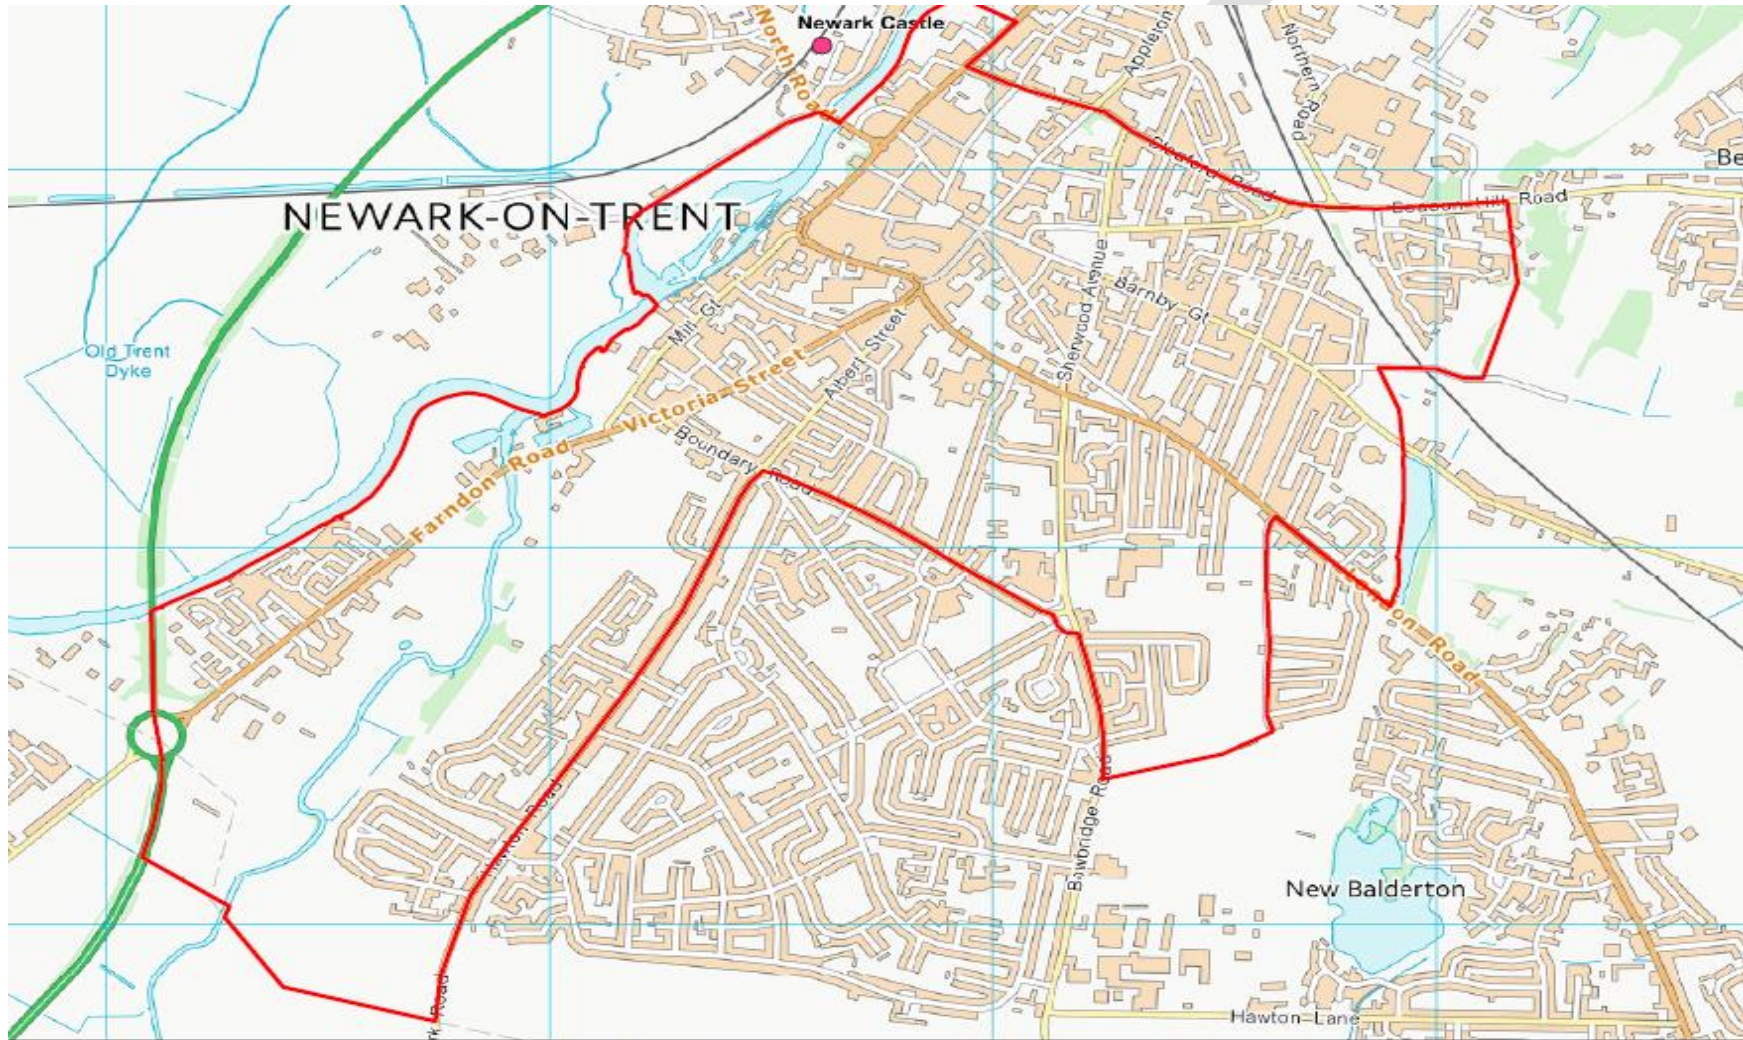 Newark Castle
North Road
Appleton
Northern Road
Sleaford Road
Be
Beacon Hill Road
NEWARK-ON-TRENT
Sherwood Avenue
Barnby Gt
Mill Gt
Old Trent
Dyke
Albert Street
Victoria Street
Boundary Road
Farndon Road
London Road
Hawton Road
Bowbridge Road
New Balderton
rk Road
Hawton Lane